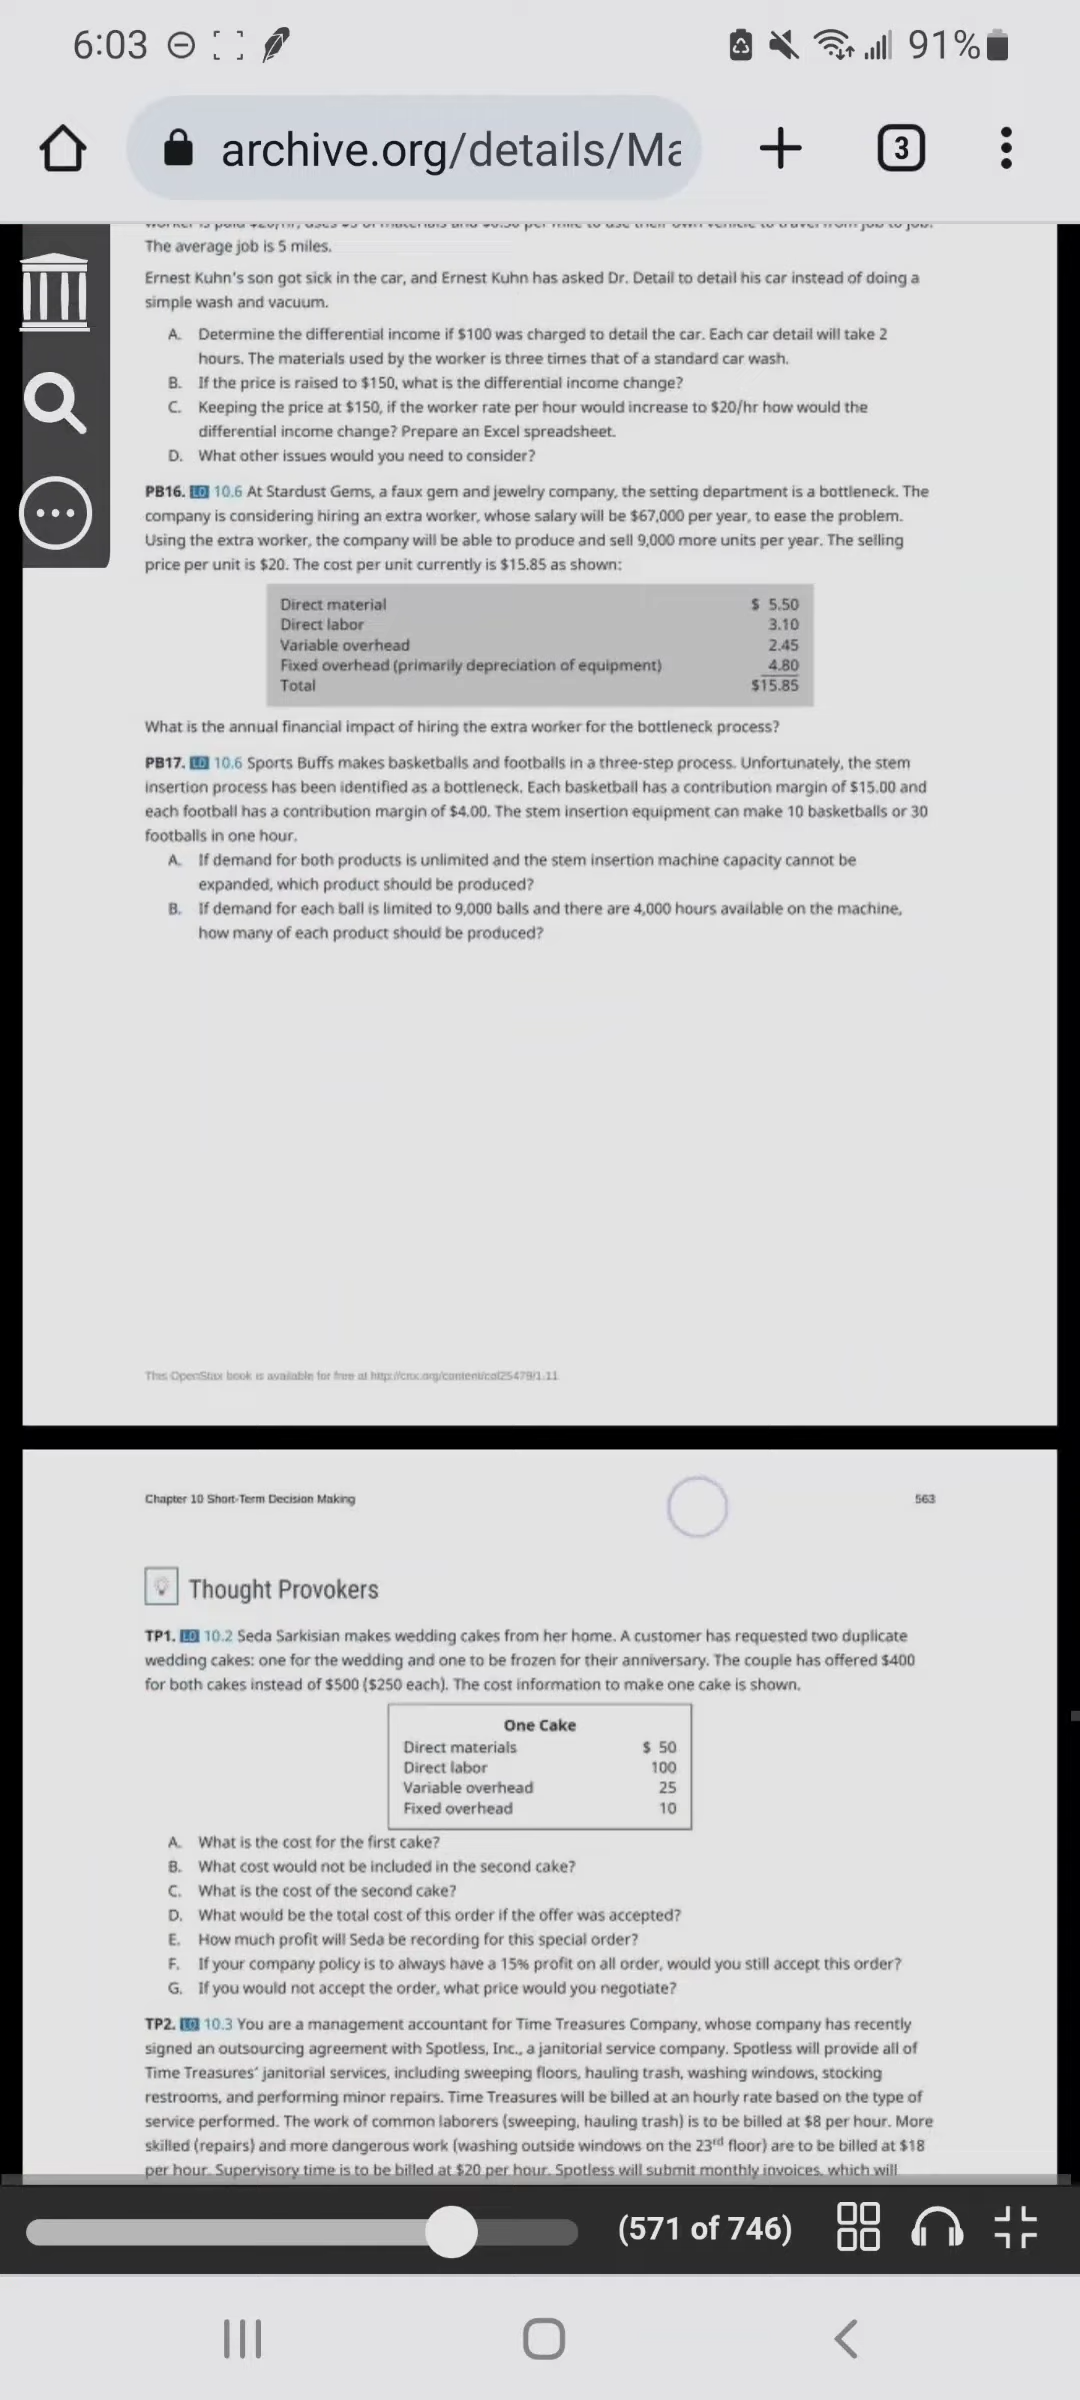 6:03
91%
archive.org/details/Ma
3
The average job is 5 miles.
Ernest Kuhn's son got sick in the car, and Ernest Kuhn has asked Dr. Detail to detail his car instead of doing a
simple wash and vacuum.
A. Determine the differential income if $100 was charged to detail the car. Each car detail will take 2
hours. The materials used by the worker is three times that of a standard car wash.
B. If the price is raised to $150, what is the differential income change?
C. Keeping the price at $150, if the worker rate per hour would increase to $20/hr how would the
differential income change? Prepare an Excel spreadsheet.
D. What other issues would you need to consider?
PB16. LO 10.6 At Stardust Gems, a faux gem and jewelry company, the setting department is a bottleneck. The
company is considering hiring an extra worker, whose salary will be $67,000 per year, to ease the problem.
Using the extra worker, the company will be able to produce and sell 9,000 more units per year. The selling
price per unit is $20. The cost per unit currently is $15.85 as shown:
Direct material $ 5.50
Direct labor 3.10
Variable overhead 2.45
Fixed overhead (primarily depreciation of equipment) 4.80
Total $15.85
What is the annual financial impact of hiring the extra worker for the bottleneck process?
PB17. LO 10.6 Sports Buffs makes basketballs and footballs in a three-step process. Unfortunately, the stem
insertion process has been identified as a bottleneck. Each basketball has a contribution margin of $15.00 and
each football has a contribution margin of $4.00. The stem insertion equipment can make 10 basketballs or 30
footballs in one hour.
A. If demand for both products is unlimited and the stem insertion machine capacity cannot be
expanded, which product should be produced?
B. If demand for each ball is limited to 9,000 balls and there are 4,000 hours available on the machine,
how many of each product should be produced?
This OpenStax book is available for free at http://cnx.org/content/col25479/1.11
Chapter 10 Short-Term Decision Making 563
Thought Provokers
TP1. LO 10.2 Seda Sarkisian makes wedding cakes from her home. A customer has requested two duplicate
wedding cakes: one for the wedding and one to be frozen for their anniversary. The couple has offered $400
for both cakes instead of $500 ($250 each). The cost information to make one cake is shown.
One Cake
Direct materials $ 50
Direct labor 100
Variable overhead 25
Fixed overhead 10
A. What is the cost for the first cake?
B. What cost would not be included in the second cake?
C. What is the cost of the second cake?
D. What would be the total cost of this order if the offer was accepted?
E. How much profit will Seda be recording for this special order?
F. If your company policy is to always have a 15% profit on all order, would you still accept this order?
G. If you would not accept the order, what price would you negotiate?
TP2. LO 10.3 You are a management accountant for Time Treasures Company, whose company has recently
signed an outsourcing agreement with Spotless, Inc., a janitorial service company. Spotless will provide all of
Time Treasures' janitorial services, including sweeping floors, hauling trash, washing windows, stocking
restrooms, and performing minor repairs. Time Treasures will be billed at an hourly rate based on the type of
service performed. The work of common laborers (sweeping, hauling trash) is to be billed at $8 per hour. More
skilled (repairs) and more dangerous work (washing outside windows on the 23rd floor) are to be billed at $18
per hour. Supervisory time is to be billed at $20 per hour. Spotless will submit monthly invoices, which will
(571 of 746)